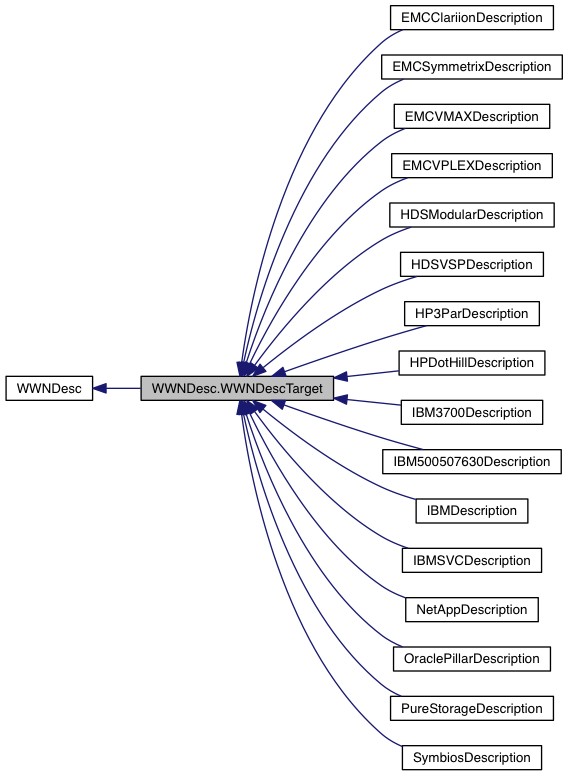 EMCClariionDescription
EMCSymmetrixDescription
EMCVMAXDescription
EMCVPLEXDescription
HDSModularDescription
HDSVSPDescription
HP3ParDescription
HPDotHillDescription
WWNDesc
WWNDesc.WWNDescTarget
IBM3700Description
IBM500507630Description
IBMDescription
IBMSVCDescription
NetAppDescription
OraclePillarDescription
PureStorageDescription
SymbiosDescription